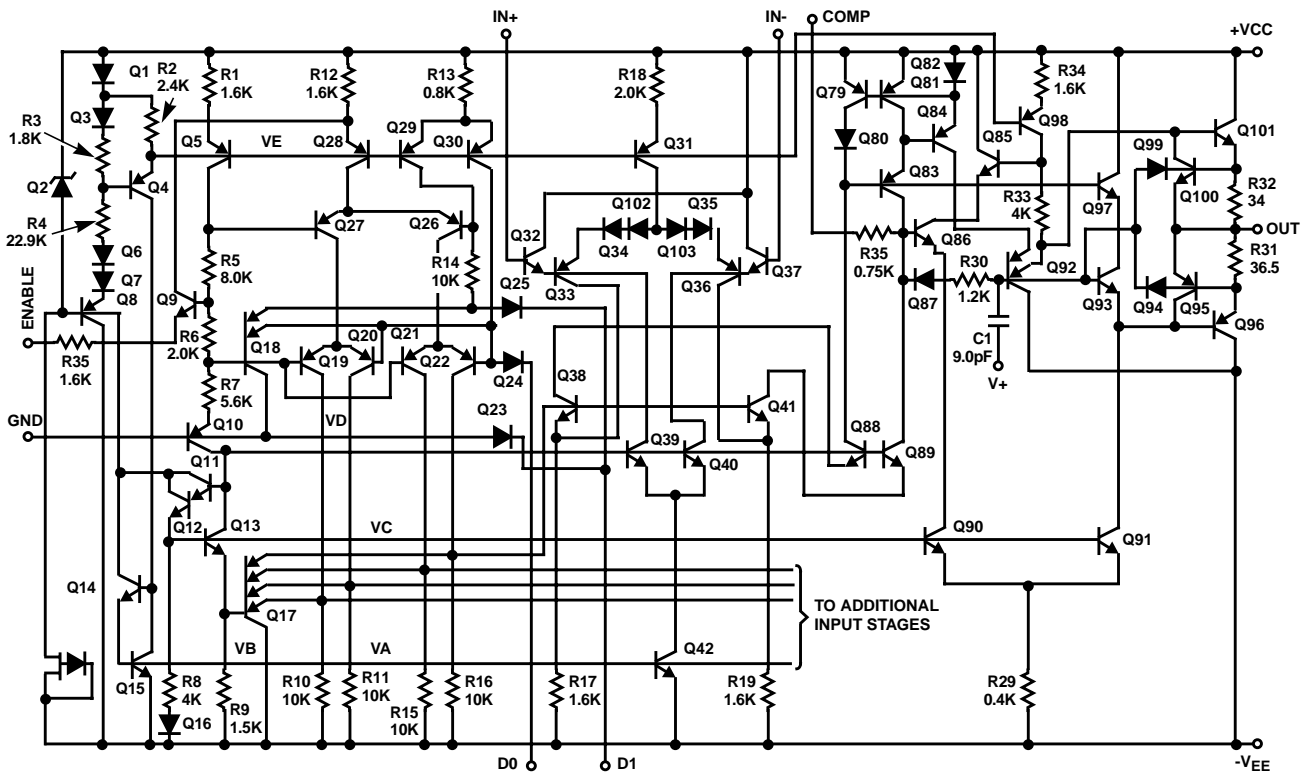 IN+
IN-
COMP
+VCC
Q1
R2
2.4K
R1
1.6K
R12
1.6K
R13
0.8K
R18
2.0K
Q82
Q81
R34
1.6K
R3
1.8K
Q3
Q5
VE
Q28
Q29
Q30
Q31
Q79
Q80
Q84
Q85
Q98
Q101
Q2
Q4
Q99
Q100
R4
22.9K
Q27
Q26
Q102
Q35
Q83
R33
4K
Q97
R32
34
OUT
Q32
Q34
Q103
Q37
Q86
Q6
Q7
R5
8.0K
R14
10K
Q33
Q36
R35
0.75K
R30
1.2K
Q92
R31
36.5
Q8
Q9
Q25
Q87
Q93
Q94
Q95
ENABLE
R6
2.0K
Q18
Q19
Q20
Q21
Q22
Q24
C1
9.0pF
V+
Q96
R35
1.6K
R7
5.6K
Q38
Q41
GND
Q10
VD
Q23
Q39
Q40
Q88
Q89
Q11
Q12
Q13
VC
Q90
Q91
Q14
Q17
TO ADDITIONAL
INPUT STAGES
VB
VA
Q42
Q15
R8
4K
R9
1.5K
Q16
R10
10K
R11
10K
R15
10K
R16
10K
R17
1.6K
R19
1.6K
R29
0.4K
D0
D1
-VEE